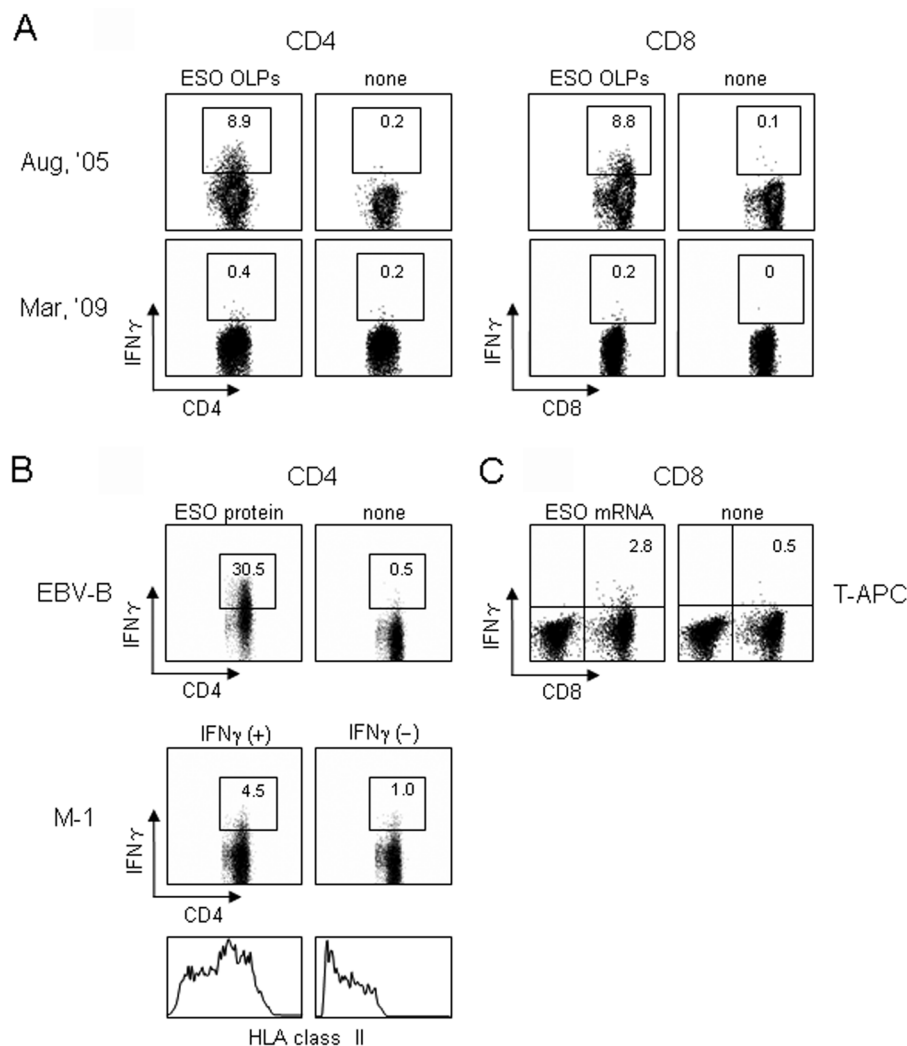 A
CD4 CD8
ESO OLPs none ESO OLPs none
Aug, '05 8.9 0.2 8.8 0.1
Mar, '09 0.4 0.2 0.2 0
IFNγ IFNγ
CD4 CD8
B CD4 C CD8
ESO protein none ESO mRNA none
EBV-B 30.5 0.5 2.8 0.5 T-APC
IFNγ IFNγ
CD4 CD8
IFNγ (+) IFNγ (−)
M-1 4.5 1.0
IFNγ
CD4
HLA class II